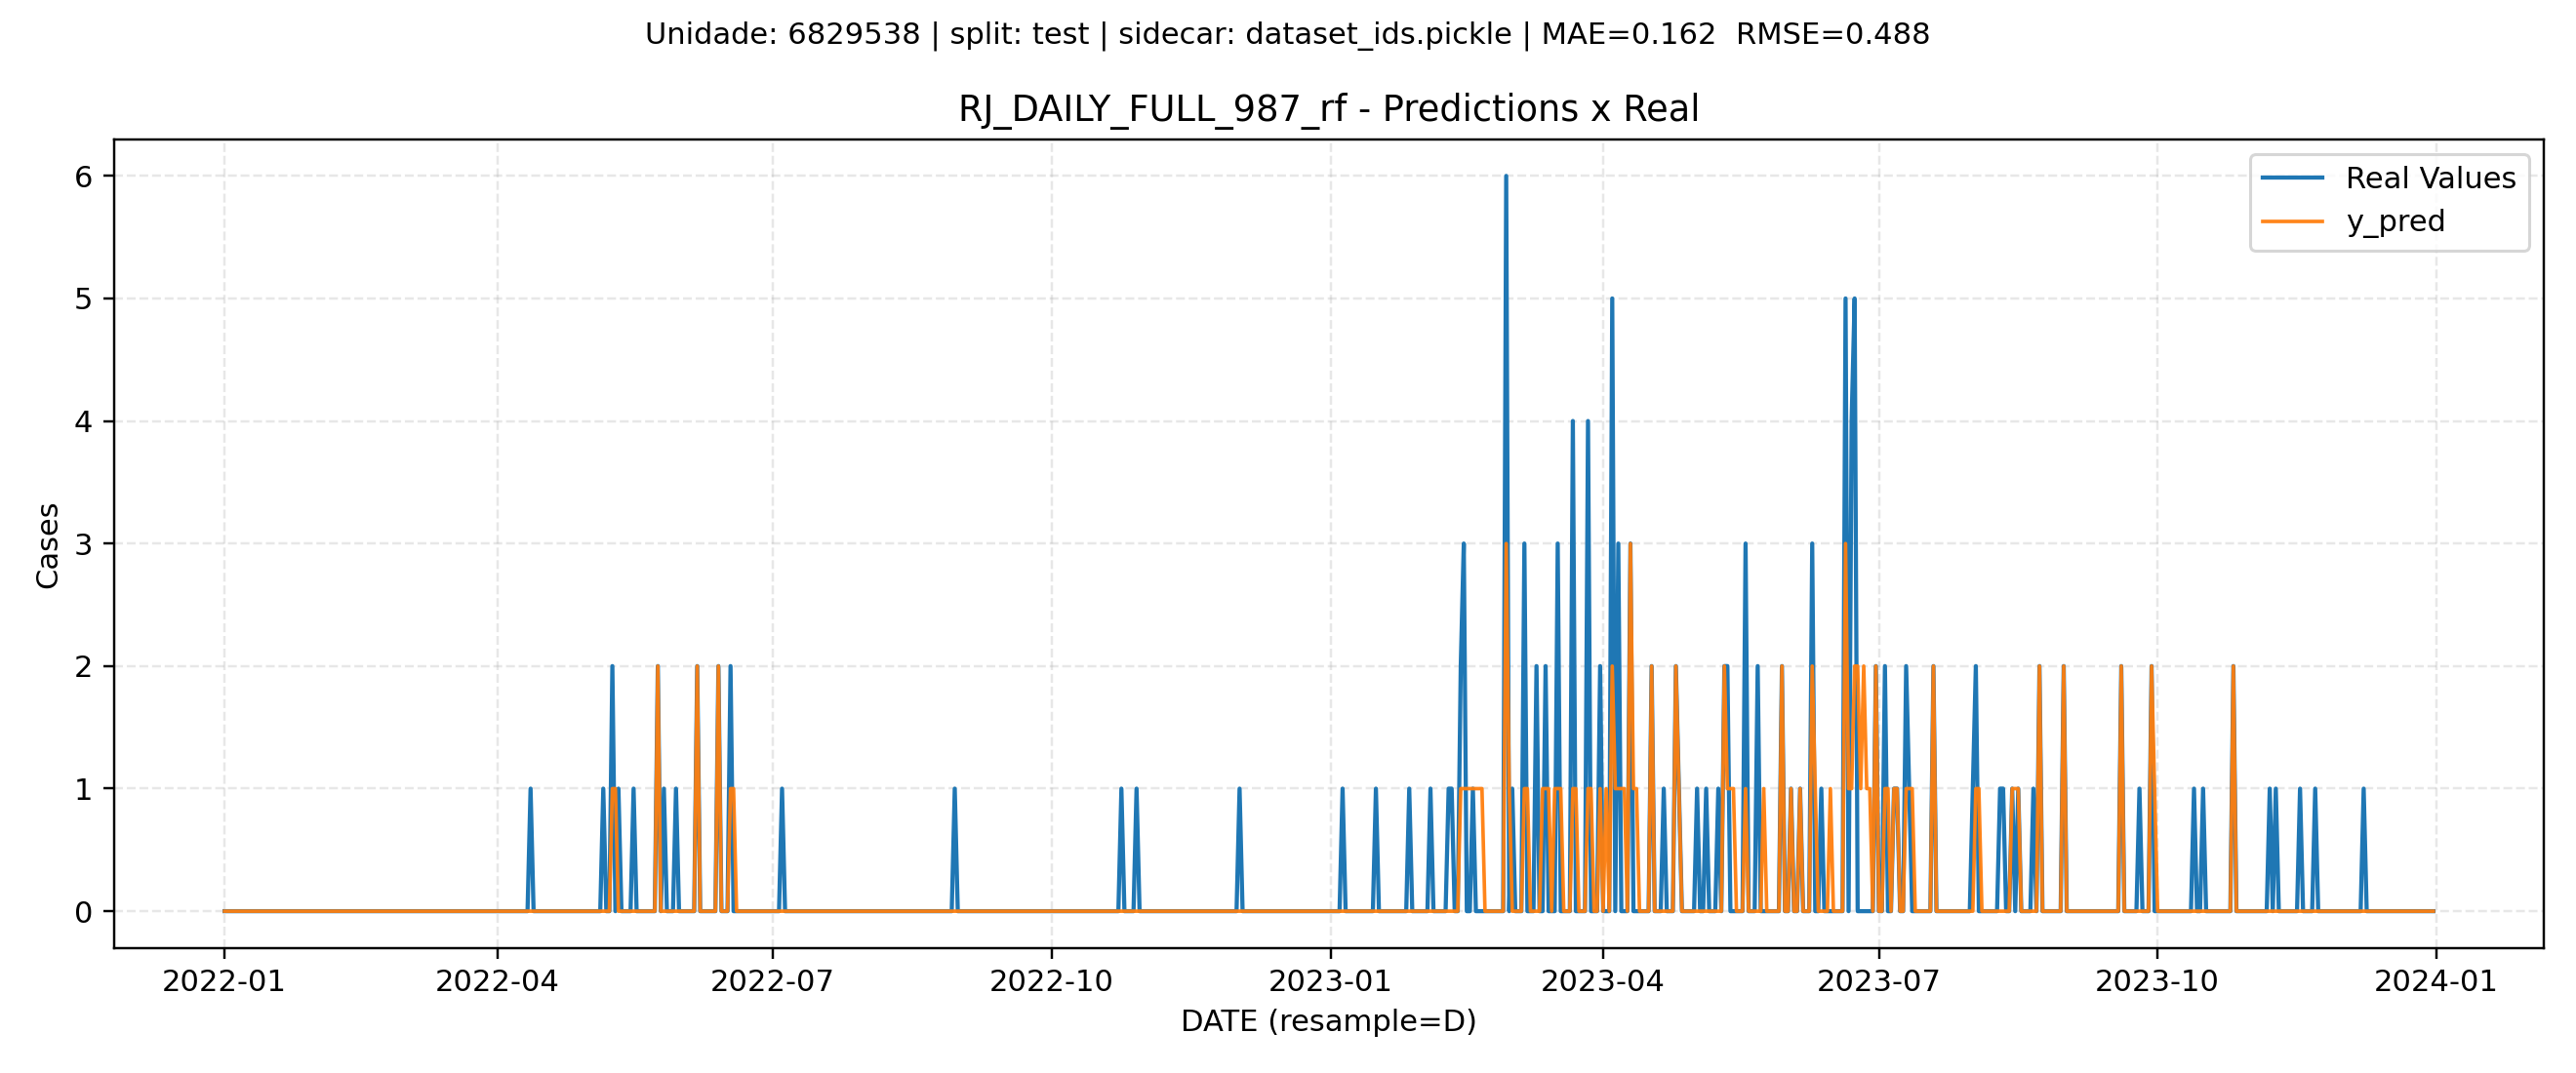 Unidade: 6829538 | split: test | sidecar: dataset_ids.pickle | MAE=0.162  RMSE=0.488
RJ_DAILY_FULL_987_rf - Predictions x Real
Real Values
y_pred
Cases
6
5
4
3
2
1
0
2022-01 2022-04 2022-07 2022-10 2023-01 2023-04 2023-07 2023-10 2024-01
DATE (resample=D)